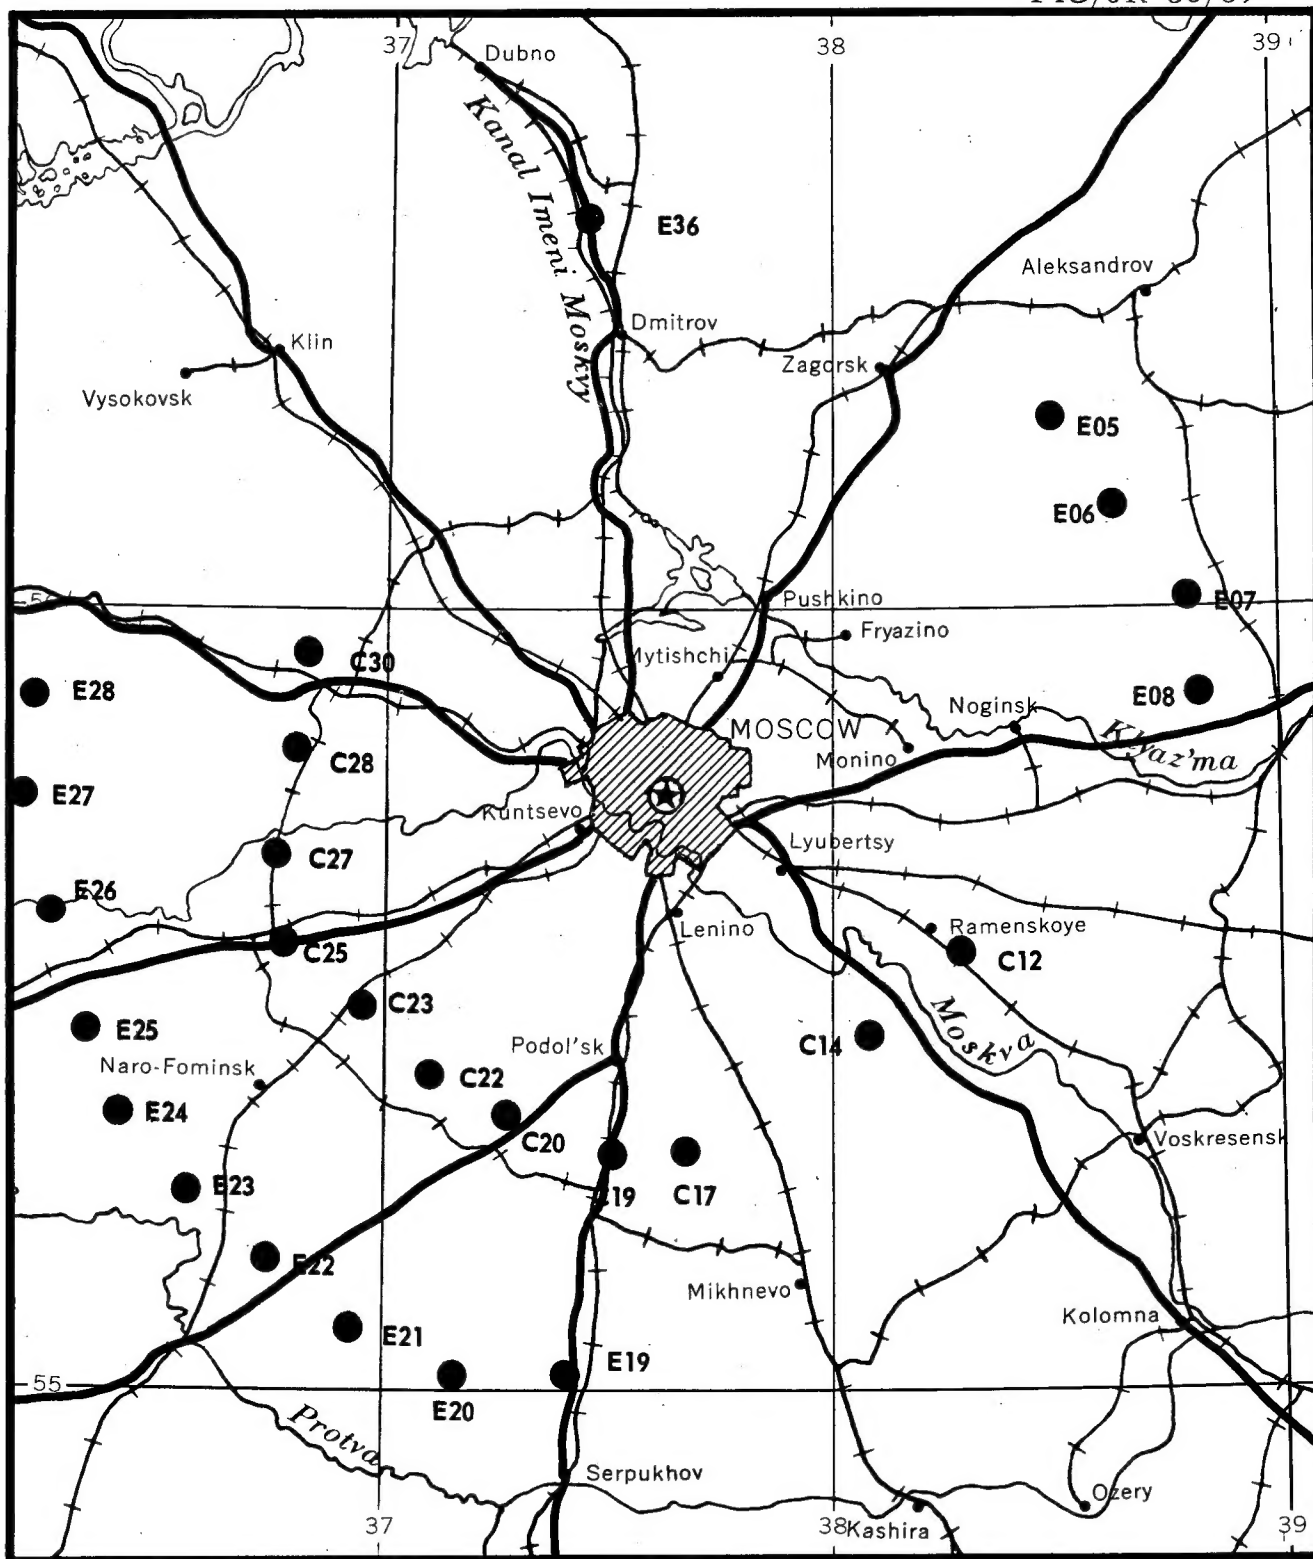 37
38
39
Dubno
Kanal Imeni Moskvy
E36
Aleksandrov
Dmitrov
Klin
Zagorsk
Vysokovsk
E05
E06
Pushkino
E07
Fryazino
Mytishchi
C30
E28
E08
Noginsk
MOSCOW
Klyaz'ma
C28
Monino
E27
Kuntsevo
Lyubertsy
C27
E26
Ramenskoye
Lenino
C25
C12
C23
Moskva
E25
Podol'sk
C14
Naro-Fominsk
C22
E24
C20
Voskresensk
E23
C19
C17
E22
Mikhnevo
Kolomna
E21
E19
55
E20
Protva
Serpukhov
Ozery
37
38
Kashira
39